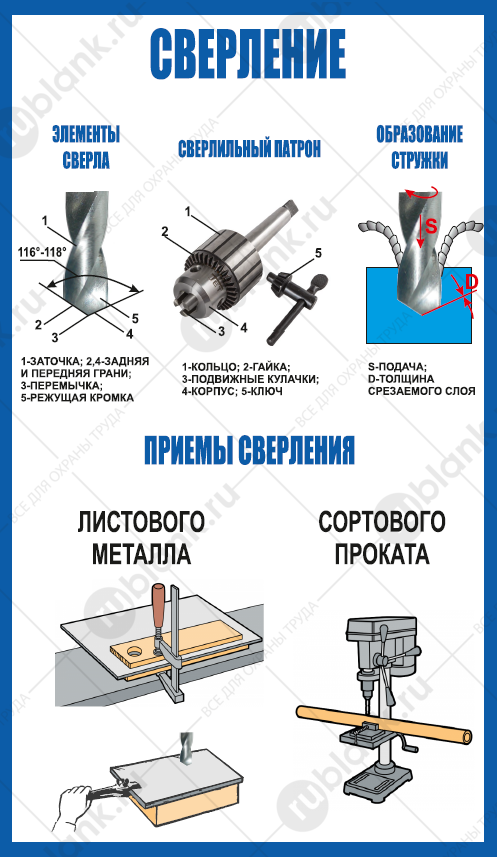 СВЕРЛЕНИЕ
ЭЛЕМЕНТЫ
СВЕРЛА
1
116°-118°
2
3
4
5
1-ЗАТОЧКА; 2,4-ЗАДНЯЯ
И ПЕРЕДНЯЯ ГРАНИ;
3-ПЕРЕМЫЧКА;
5-РЕЖУЩАЯ КРОМКА
СВЕРЛИЛЬНЫЙ ПАТРОН
1
2
3
4
5
1-КОЛЬЦО; 2-ГАЙКА;
3-ПОДВИЖНЫЕ КУЛАЧКИ;
4-КОРПУС; 5-КЛЮЧ
ОБРАЗОВАНИЕ
СТРУЖКИ
S
D
S-ПОДАЧА;
D-ТОЛЩИНА
СРЕЗАЕМОГО СЛОЯ
ПРИЕМЫ СВЕРЛЕНИЯ
ЛИСТОВОГО
МЕТАЛЛА
СОРТОВОГО
ПРОКАТА
rublank.ru
ВСЕ ДЛЯ ОХРАНЫ ТРУДА